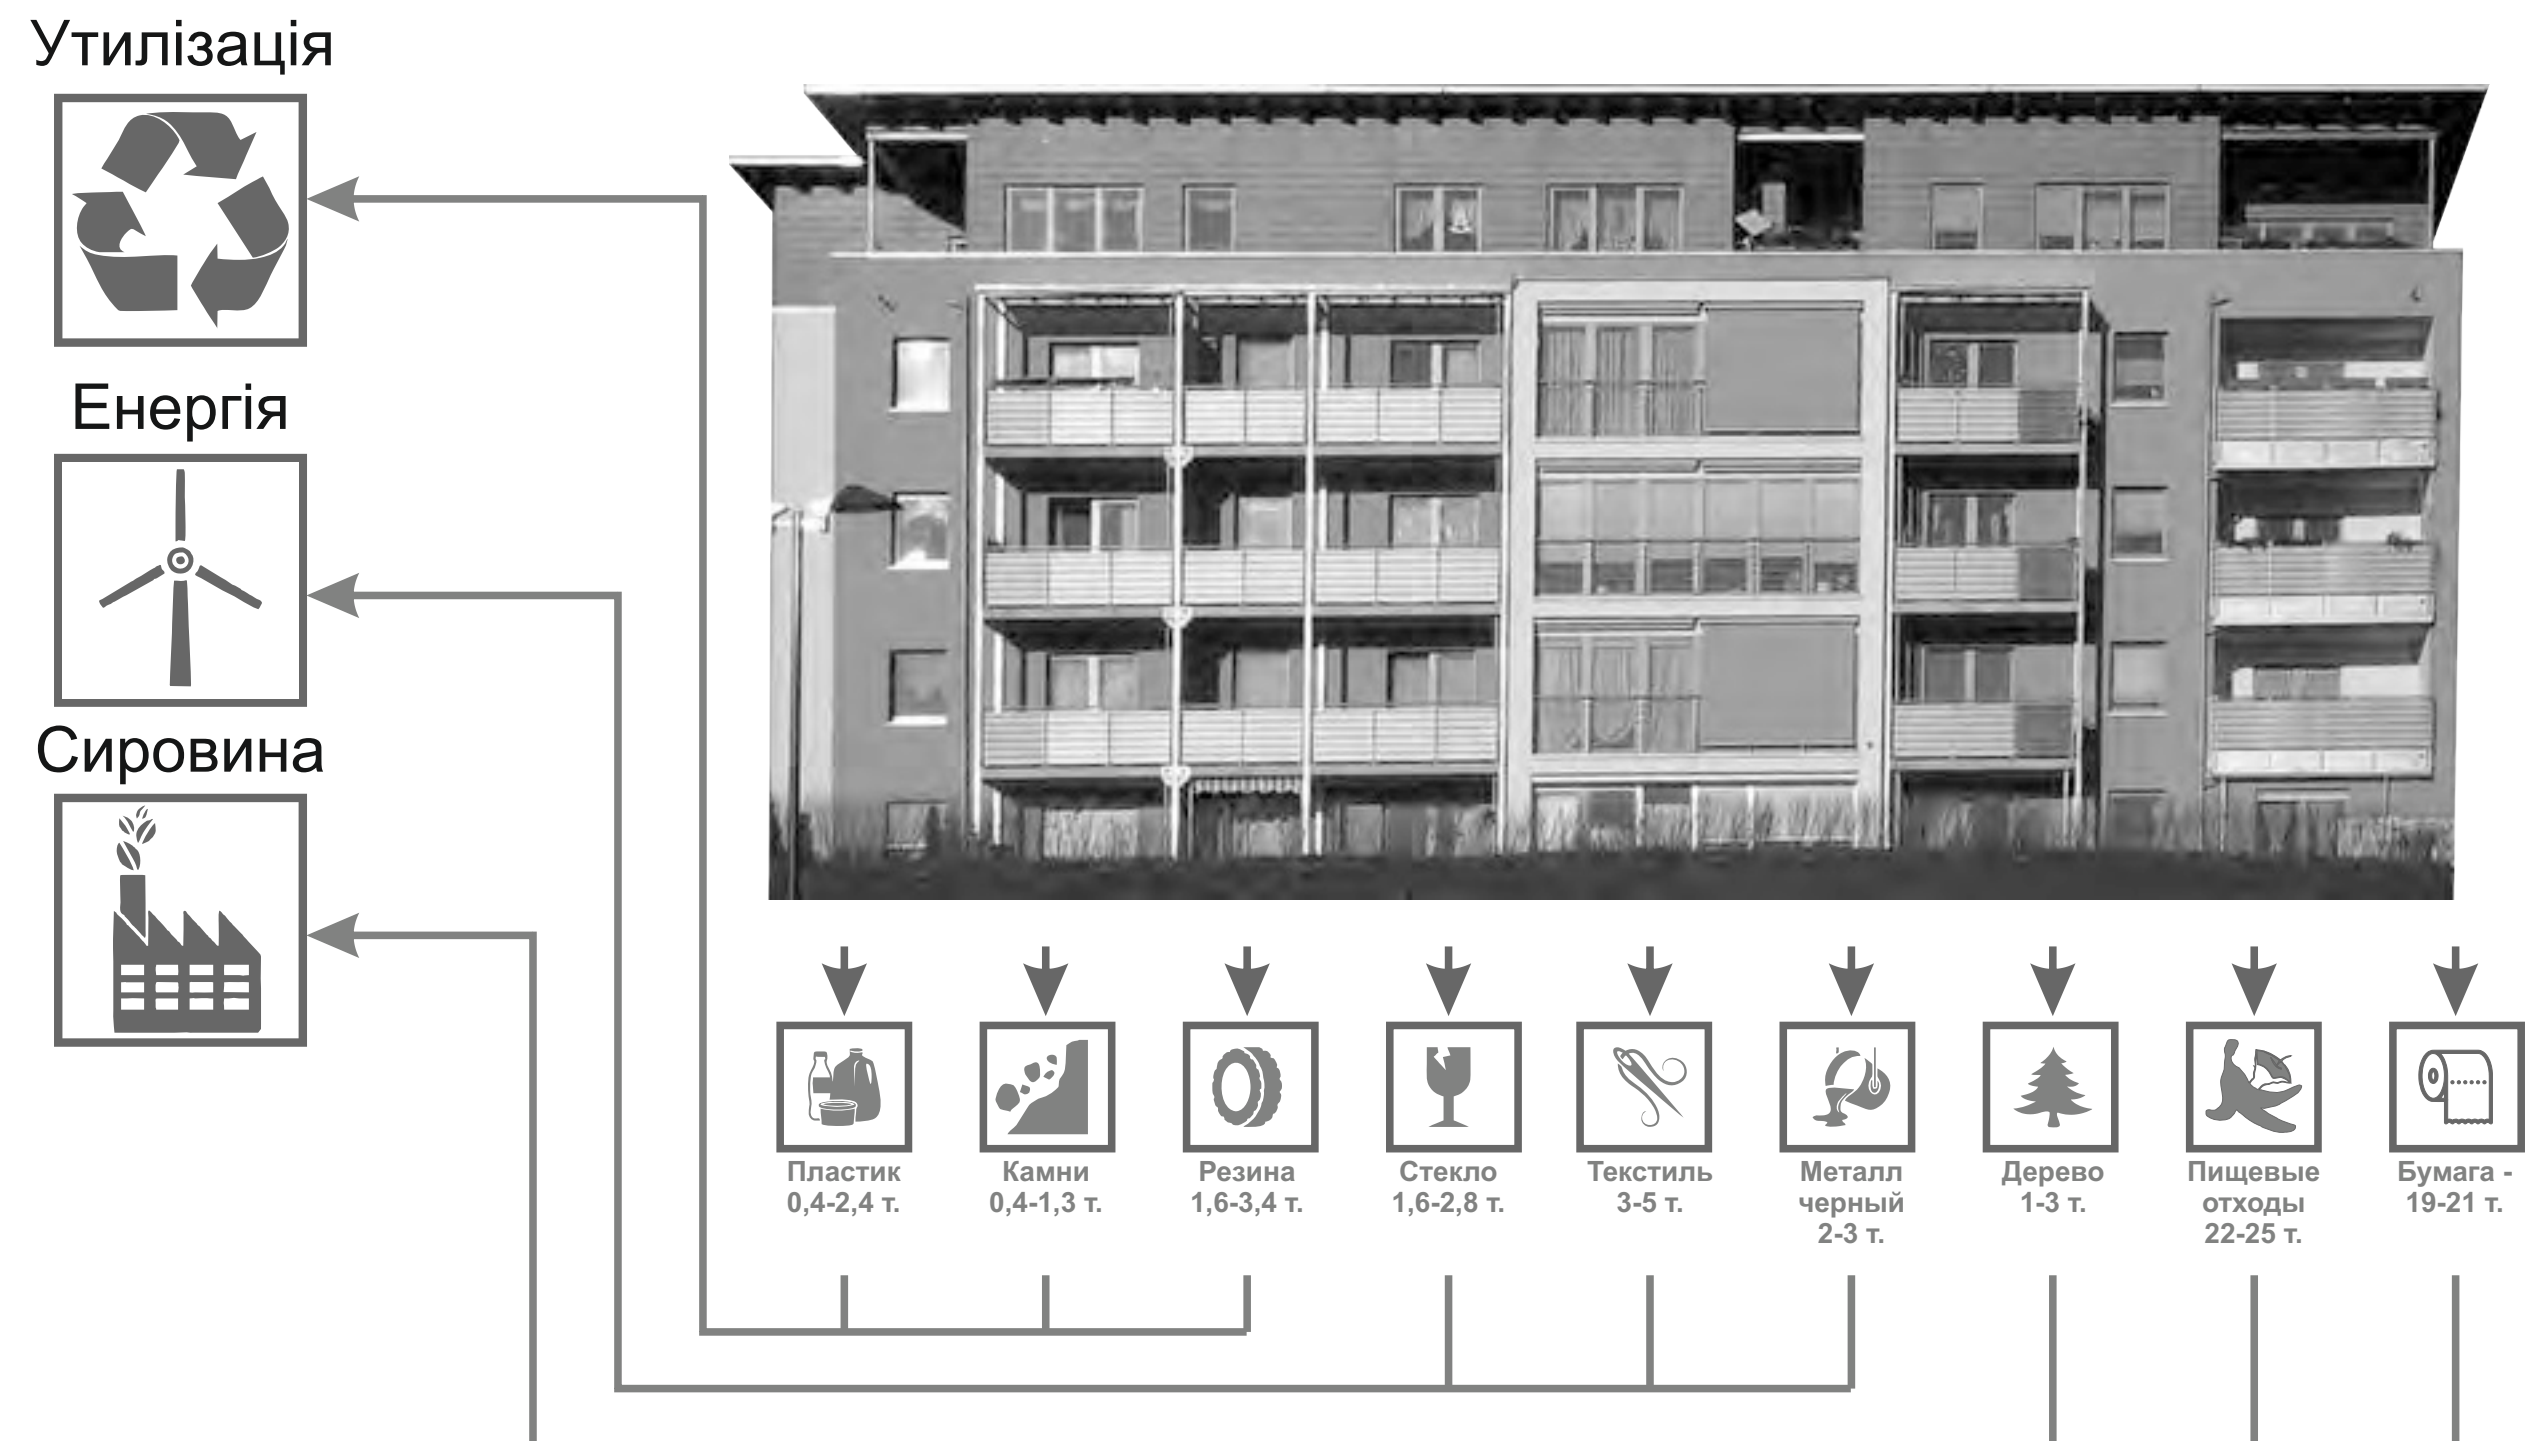 Утилізація
Енергія
Сировина
Пластик
0,4-2,4 т.
Камни
0,4-1,3 т.
Резина
1,6-3,4 т.
Стекло
1,6-2,8 т.
Текстиль
3-5 т.
Металл
черный
2-3 т.
Дерево
1-3 т.
Пищевые
отходы
22-25 т.
Бумага -
19-21 т.